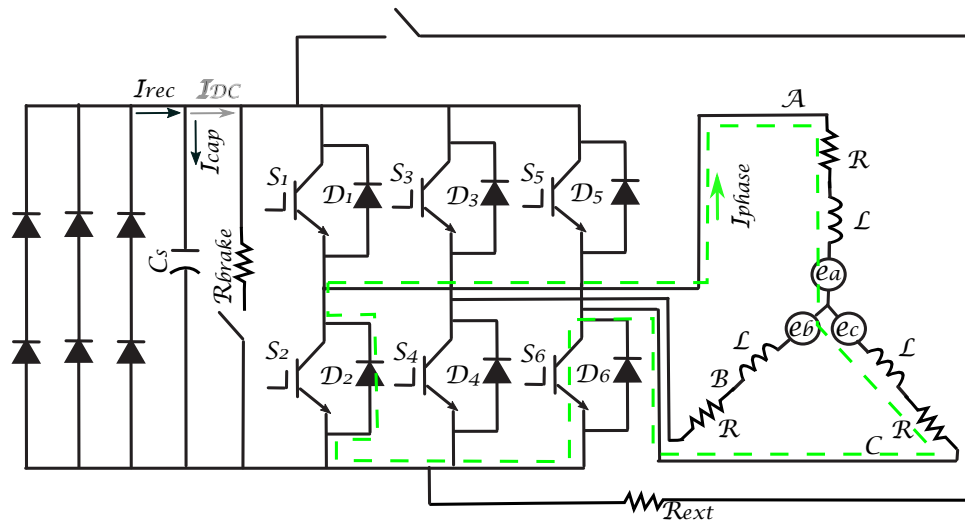 A
Irec
IDC
Icap
S1
D1
S3
D3
S5
D5
Iphase
R
L
Cs
Rbrake
ea
eb
ec
S2
D2
S4
D4
S6
D6
L
L
B
R
R
C
Rext